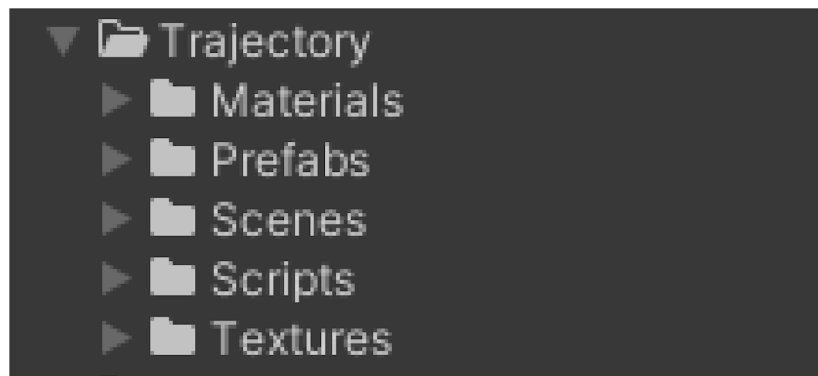 Trajectory
Materials
Prefabs
Scenes
Scripts
Textures